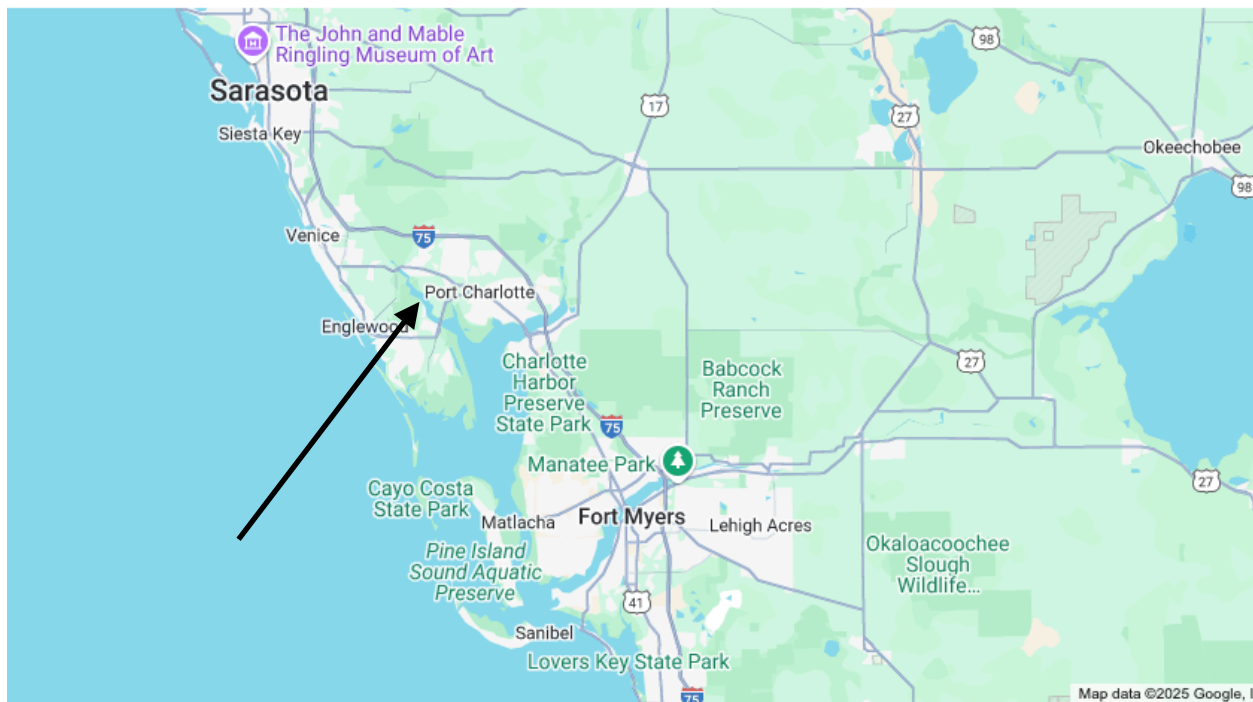 The John and Mable
Ringling Museum of Art
98
Sarasota
17
27
Siesta Key
Okeechobee
98
Venice
75
Port Charlotte
Englewood
Charlotte
Harbor
Preserve
State Park
Babcock
Ranch
Preserve
27
75
Manatee Park
27
Cayo Costa
State Park
Matlacha
Fort Myers
Lehigh Acres
Pine Island
Sound Aquatic
Preserve
Okaloacoochee
Slough
Wildlife...
41
Sanibel
Lovers Key State Park
75
Map data ©2025 Google, I